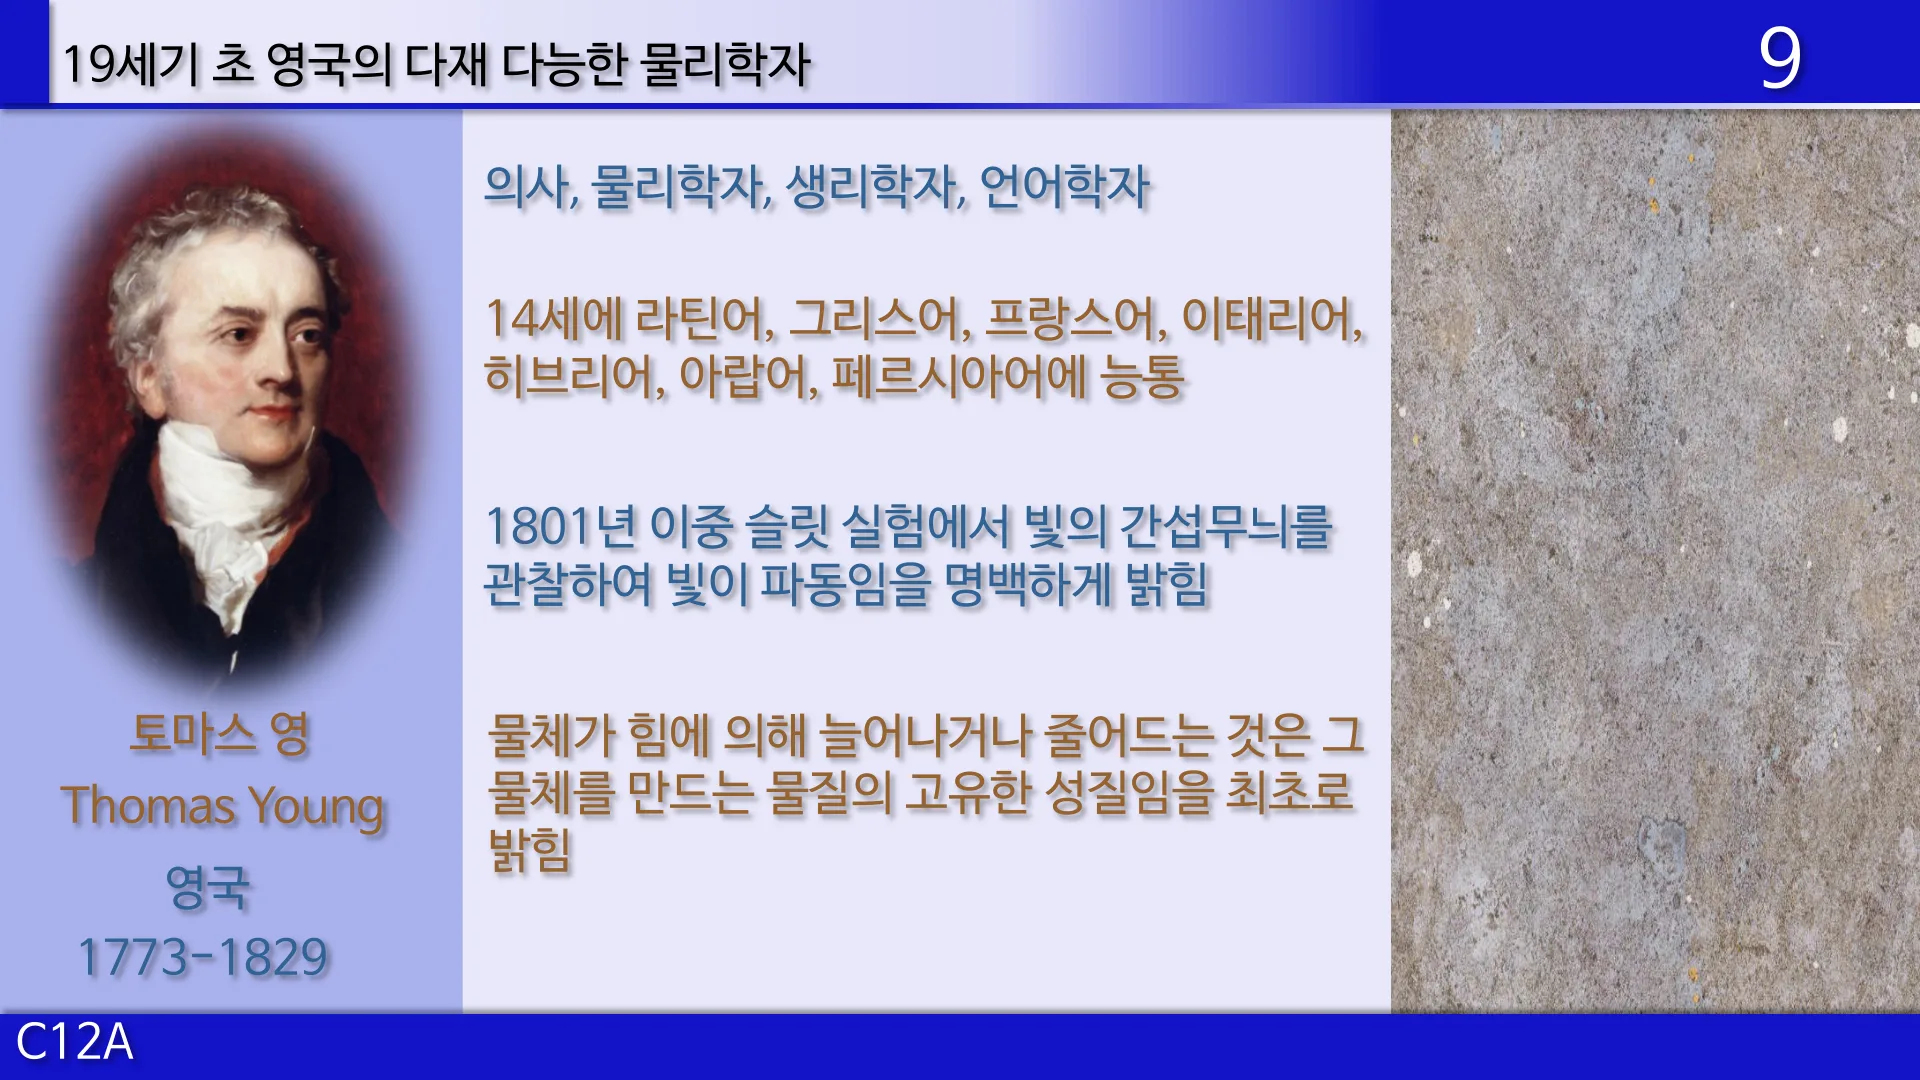 19세기 초 영국의 다재 다능한 물리학자
9
토마스 영
Thomas Young
영국
1773-1829
의사, 물리학자, 생리학자, 언어학자
14세에 라틴어, 그리스어, 프랑스어, 이태리어,
히브리어, 아랍어, 페르시아어에 능통
1801년 이중 슬릿 실험에서 빛의 간섭무늬를
관찰하여 빛이 파동임을 명백하게 밝힘
물체가 힘에 의해 늘어나거나 줄어드는 것은 그
물체를 만드는 물질의 고유한 성질임을 최초로
밝힘
C12A